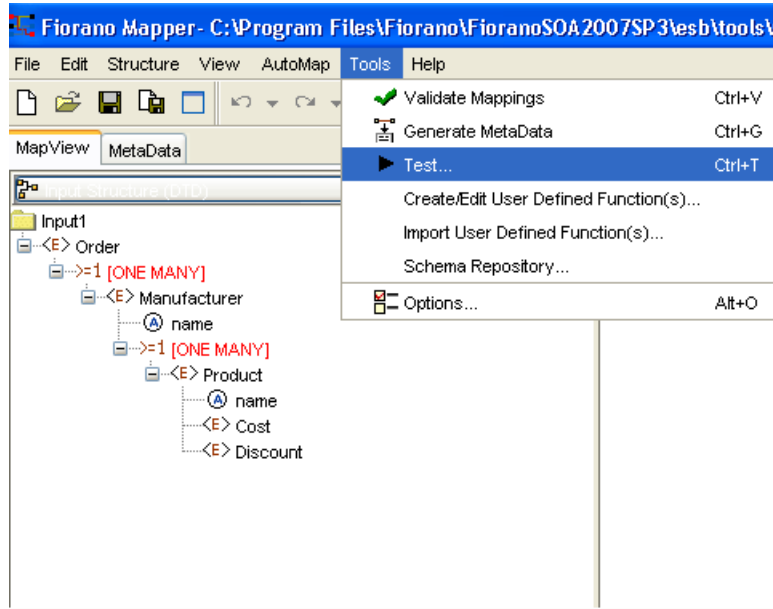 Fiorano Mapper- C:\Program Files\Fiorano\FioranoSOA2007SP3\esb\tools\
File Edit Structure View AutoMap Tools Help
Validate Mappings Ctrl+V
Generate MetaData Ctrl+G
MapView MetaData
Test... Ctrl+T
Input Structure (DTD)
Create/Edit User Defined Function(s)...
Input1
Import User Defined Function(s)...
<E> Order
>=1 [ONE MANY]
Schema Repository...
<E> Manufacturer
Options... Alt+O
A name
>=1 [ONE MANY]
<E> Product
A name
<E> Cost
<E> Discount